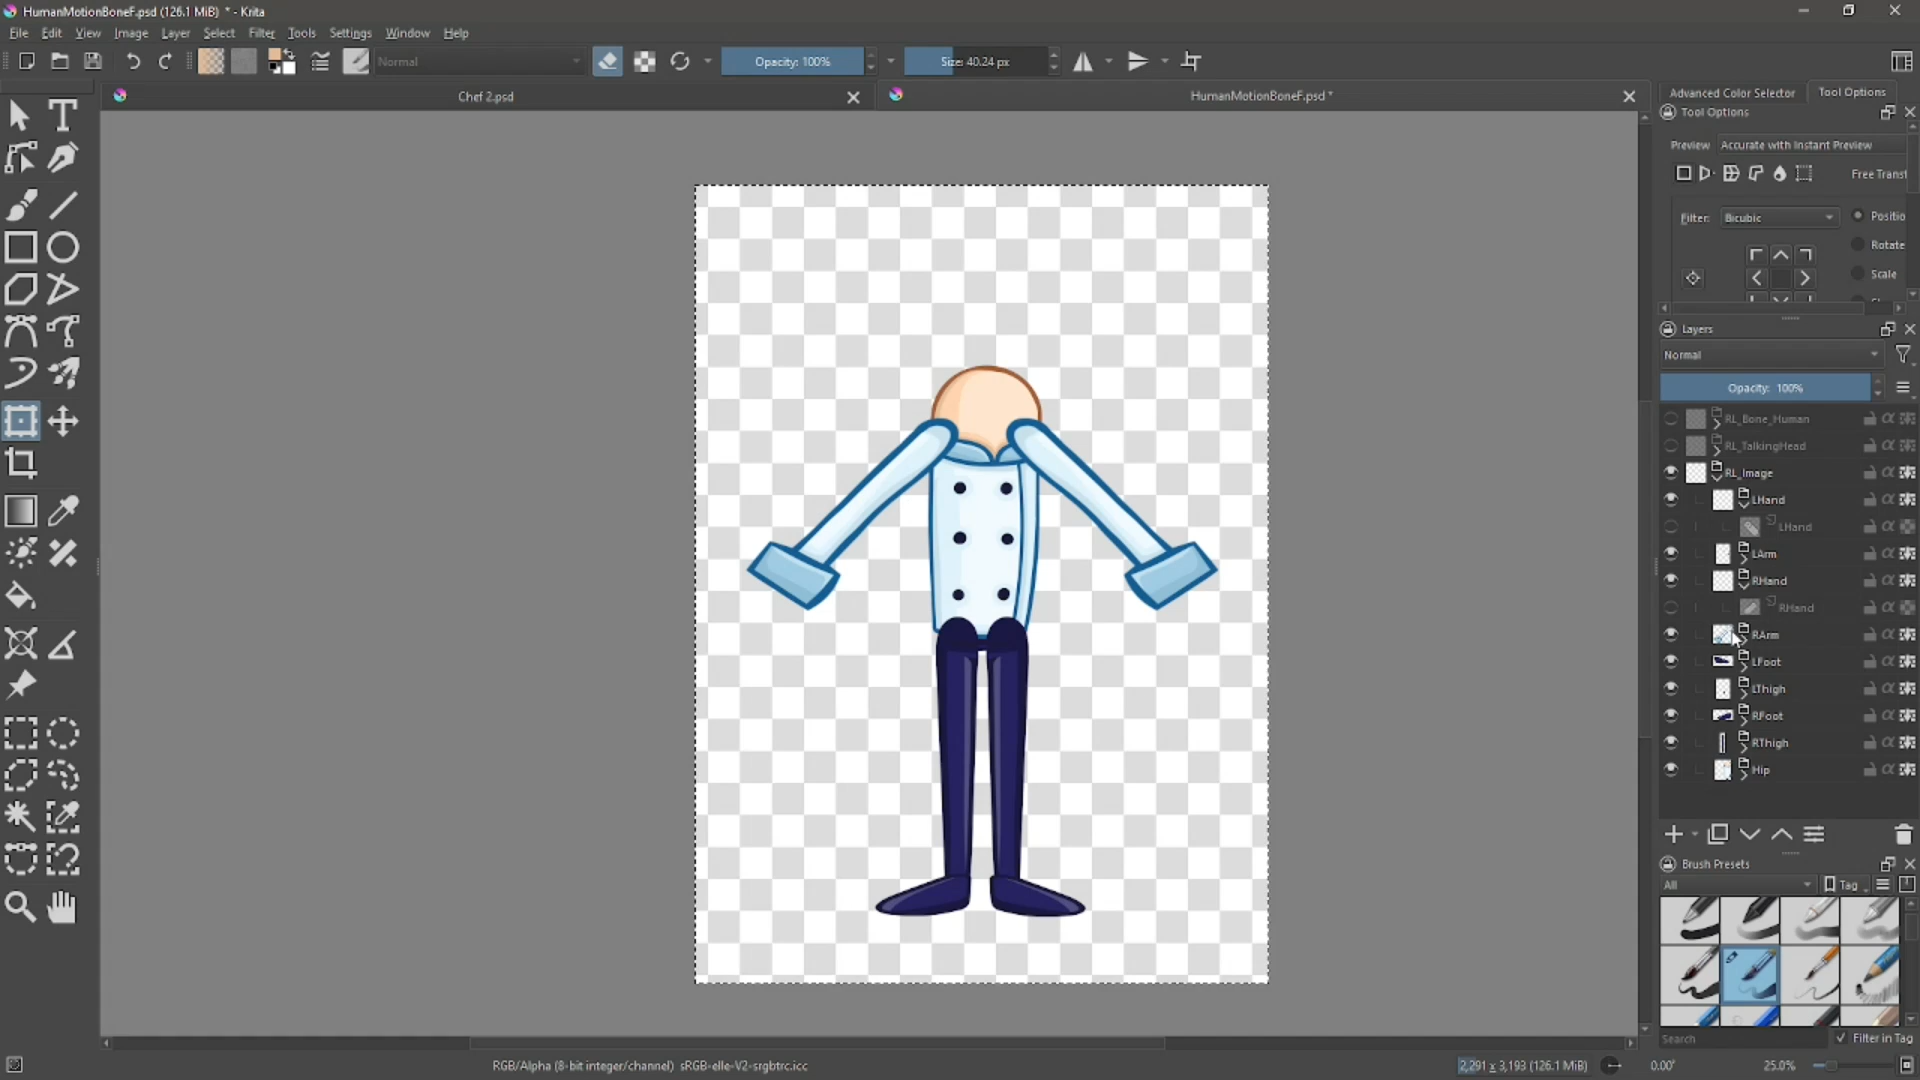 HumanMotionBoneF.psd (126.1 MiB) * - Krita
File Edit View Image Layer Select Filter Tools Settings Window Help
Normal
Opacity: 100%
Size: 40.24 px
Chef 2.psd
HumanMotionBoneF.psd *
Advanced Color Selector
Tool Options
Tool Options
Preview Accurate with Instant Preview
Free Transf
Filter: Bicubic
Positio
Rotate
Scale
Layers
Normal
Opacity: 100%
RL_Bone_Human
RL_TalkingHead
RL_Image
LHand
LHand
LArm
RHand
RHand
RArm
LFoot
LThigh
RFoot
RThigh
Hip
Brush Presets
All
Tag
Search
Filter in Tag
RGB/Alpha (8-bit integer/channel) sRGB-elle-V2-srgbtrc.icc
2,291 x 3,193 (126.1 MiB)
0.00°
25.0%